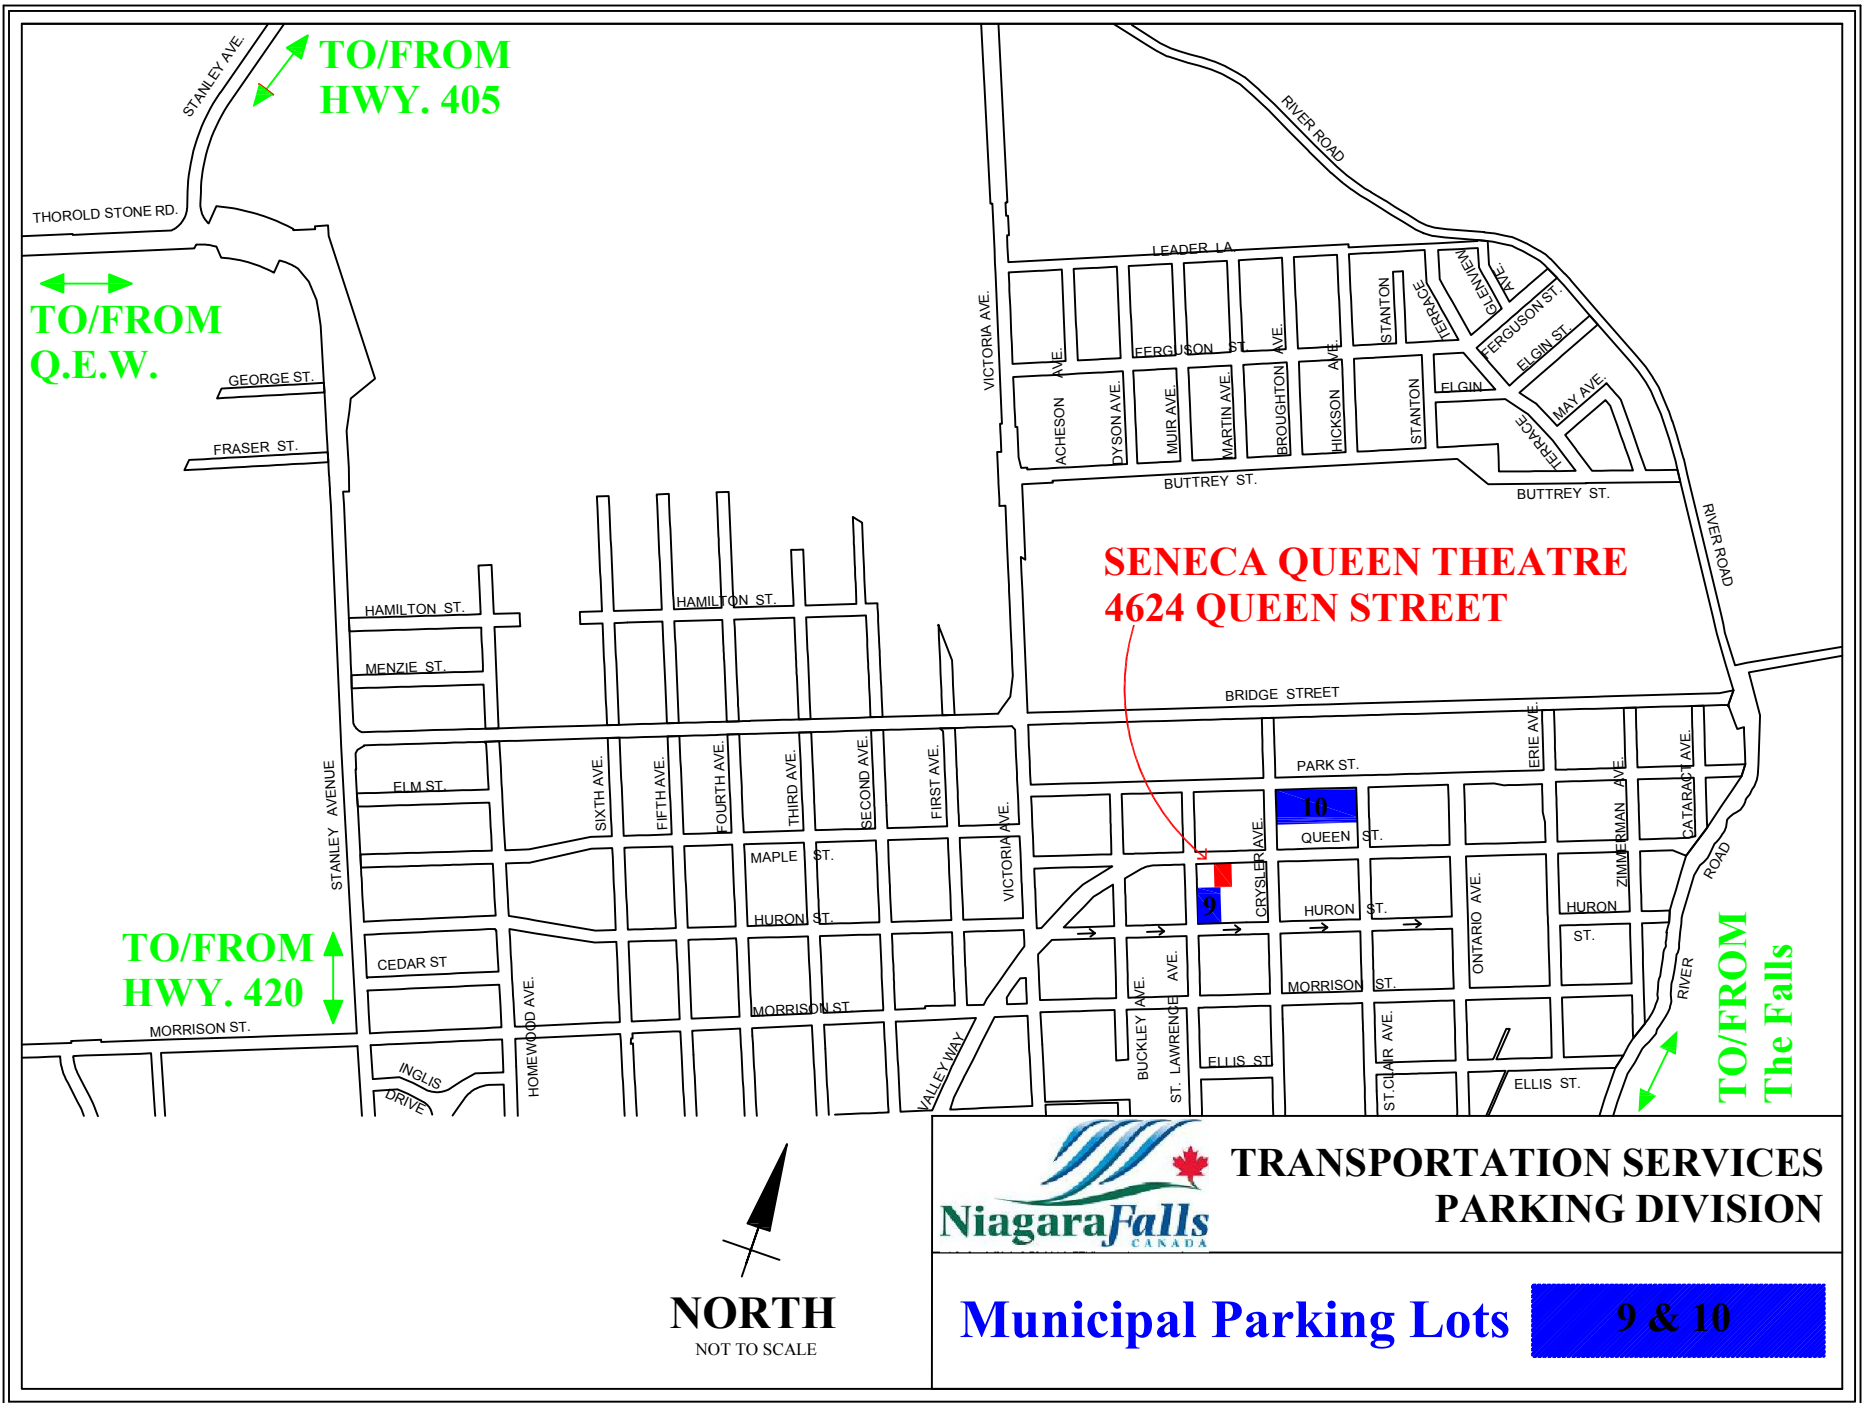 STANLEY AVE.
TO/FROM
HWY. 405
RIVER ROAD
THOROLD STONE RD.
LEADER LA.
TO/FROM
Q.E.W.
VICTORIA AVE.
STANTON
TERRACE
GLENVIEW
AVE.
FERGUSON ST.
FERGUSON ST.
ELGIN ST.
GEORGE ST.
ELGIN
MAY AVE.
ACHESON AVE.
DYSON AVE.
MUIR AVE.
MARTIN AVE.
BROUGHTON AVE.
HICKSON AVE.
STANTON
TERRACE
FRASER ST.
BUTTREY ST.
BUTTREY ST.
RIVER ROAD
SENECA QUEEN THEATRE
4624 QUEEN STREET
HAMILTON ST.
HAMILTON ST.
MENZIE ST.
BRIDGE STREET
STANLEY AVENUE
ELM ST.
SIXTH AVE.
FIFTH AVE.
FOURTH AVE.
THIRD AVE.
SECOND AVE.
FIRST AVE.
VICTORIA AVE.
PARK ST.
ERIE AVE.
ZIMMERMAN AVE.
CATARACT AVE.
10
QUEEN ST.
CRYSLER AVE.
MAPLE ST.
9
HURON ST.
HURON ST.
HURON
ST.
ONTARIO AVE.
RIVER
ROAD
TO/FROM
HWY. 420
CEDAR ST
MORRISON ST.
MORRISON ST.
MORRISON ST.
HOMEWOOD AVE.
INGLIS
DRIVE
VALLEY WAY
BUCKLEY AVE.
ST. LAWRENCE AVE.
ELLIS ST.
ST.CLAIR AVE.
ELLIS ST.
TO/FROM
The Falls
NiagaraFalls
CANADA
TRANSPORTATION SERVICES
PARKING DIVISION
NORTH
NOT TO SCALE
Municipal Parking Lots 9 & 10